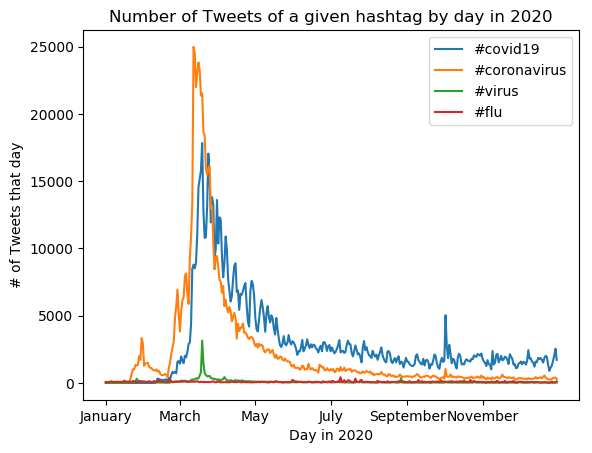 Number of Tweets of a given hashtag by day in 2020
#covid19
#coronavirus
#virus
#flu
# of Tweets that day
25000
20000
15000
10000
5000
0
January March May July September November
Day in 2020